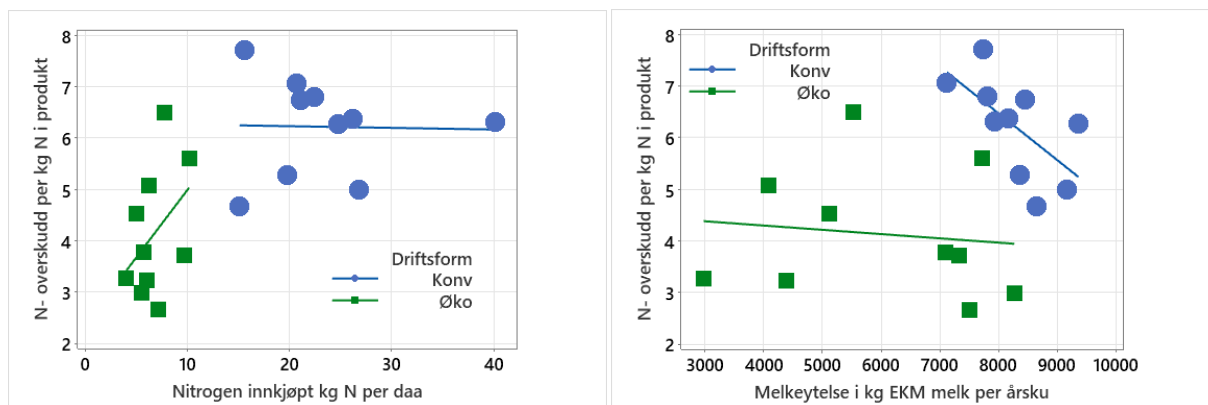 N- overskudd per kg N i produkt
8
7
6
5
4
3
2
Driftsform
Konv
Øko
0 10 20 30 40
Nitrogen innkjøpt kg N per daa
N- overskudd per kg N i produkt
8
7
6
5
4
3
2
Driftsform
Konv
Øko
3000 4000 5000 6000 7000 8000 9000 10000
Melkeytelse i kg EKM melk per årsku